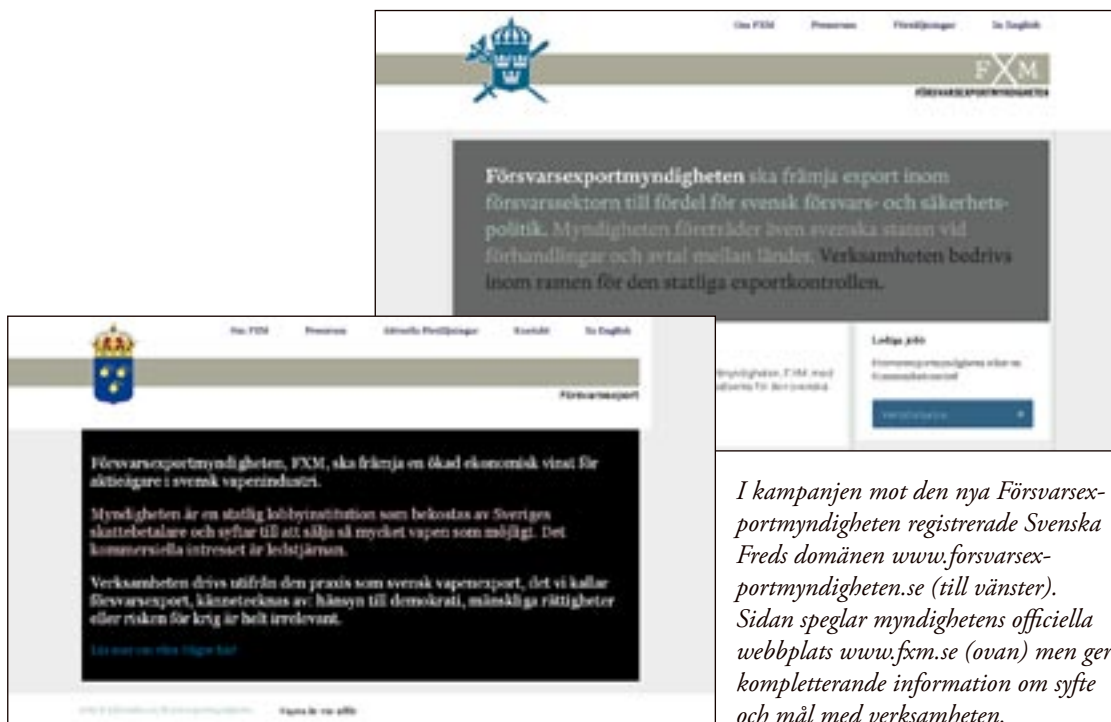 Om FXM Pressrum Försäljningar In English
FXM
FÖRSVARSEXPORTMYNDIGHETEN
Försvarsexportmyndigheten ska främja export inom
försvarssektorn till fördel för svensk försvars- och säkerhets-
politik. Myndigheten företräder även svenska staten vid
förhandlingar och avtal mellan länder. Verksamheten bedrivs
inom ramen för den statliga exportkontrollen.
Lediga jobb
Om FXM Pressrum Aktuella försäljningar Kontakt In English
Försvarsexport
Försvarsexportmyndigheten, FXM, ska främja en ökad ekonomisk vinst för
aktieägare i svensk vapenindustri.
Myndigheten är en statlig lobbyinstitution som bekostas av Sveriges
skattebetalare och syftar till att sälja så mycket vapen som möjligt. Det
kommersiella intresset är ledstjärnan.
Verksamheten drivs utifrån den praxis som svensk vapenexport, det vi kallar
försvarsexport, kännetecknas av: hänsyn till demokrati, mänskliga rättigheter
eller risken för krig är helt irrelevant.
I kampanjen mot den nya Försvarsex-
portmyndigheten registrerade Svenska
Freds domänen www.forsvarsex-
portmyndigheten.se (till vänster).
Sidan speglar myndighetens officiella
webbplats www.fxm.se (ovan) men ger
kompletterande information om syfte
och mål med verksamheten.